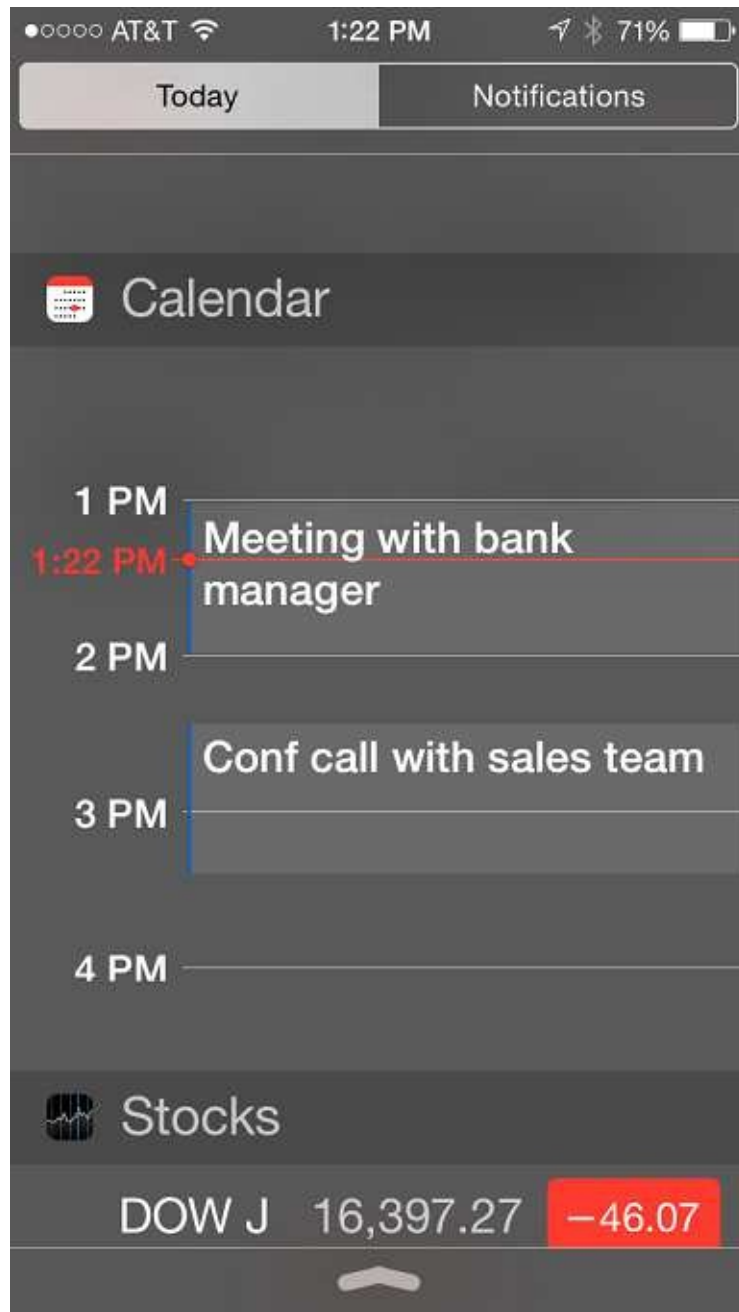 AT&T 1:22 PM 71%
Today Notifications
Calendar
1 PM
Meeting with bank
1:22 PM
manager
2 PM
Conf call with sales team
3 PM
4 PM
Stocks
DOW J 16,397.27 −46.07